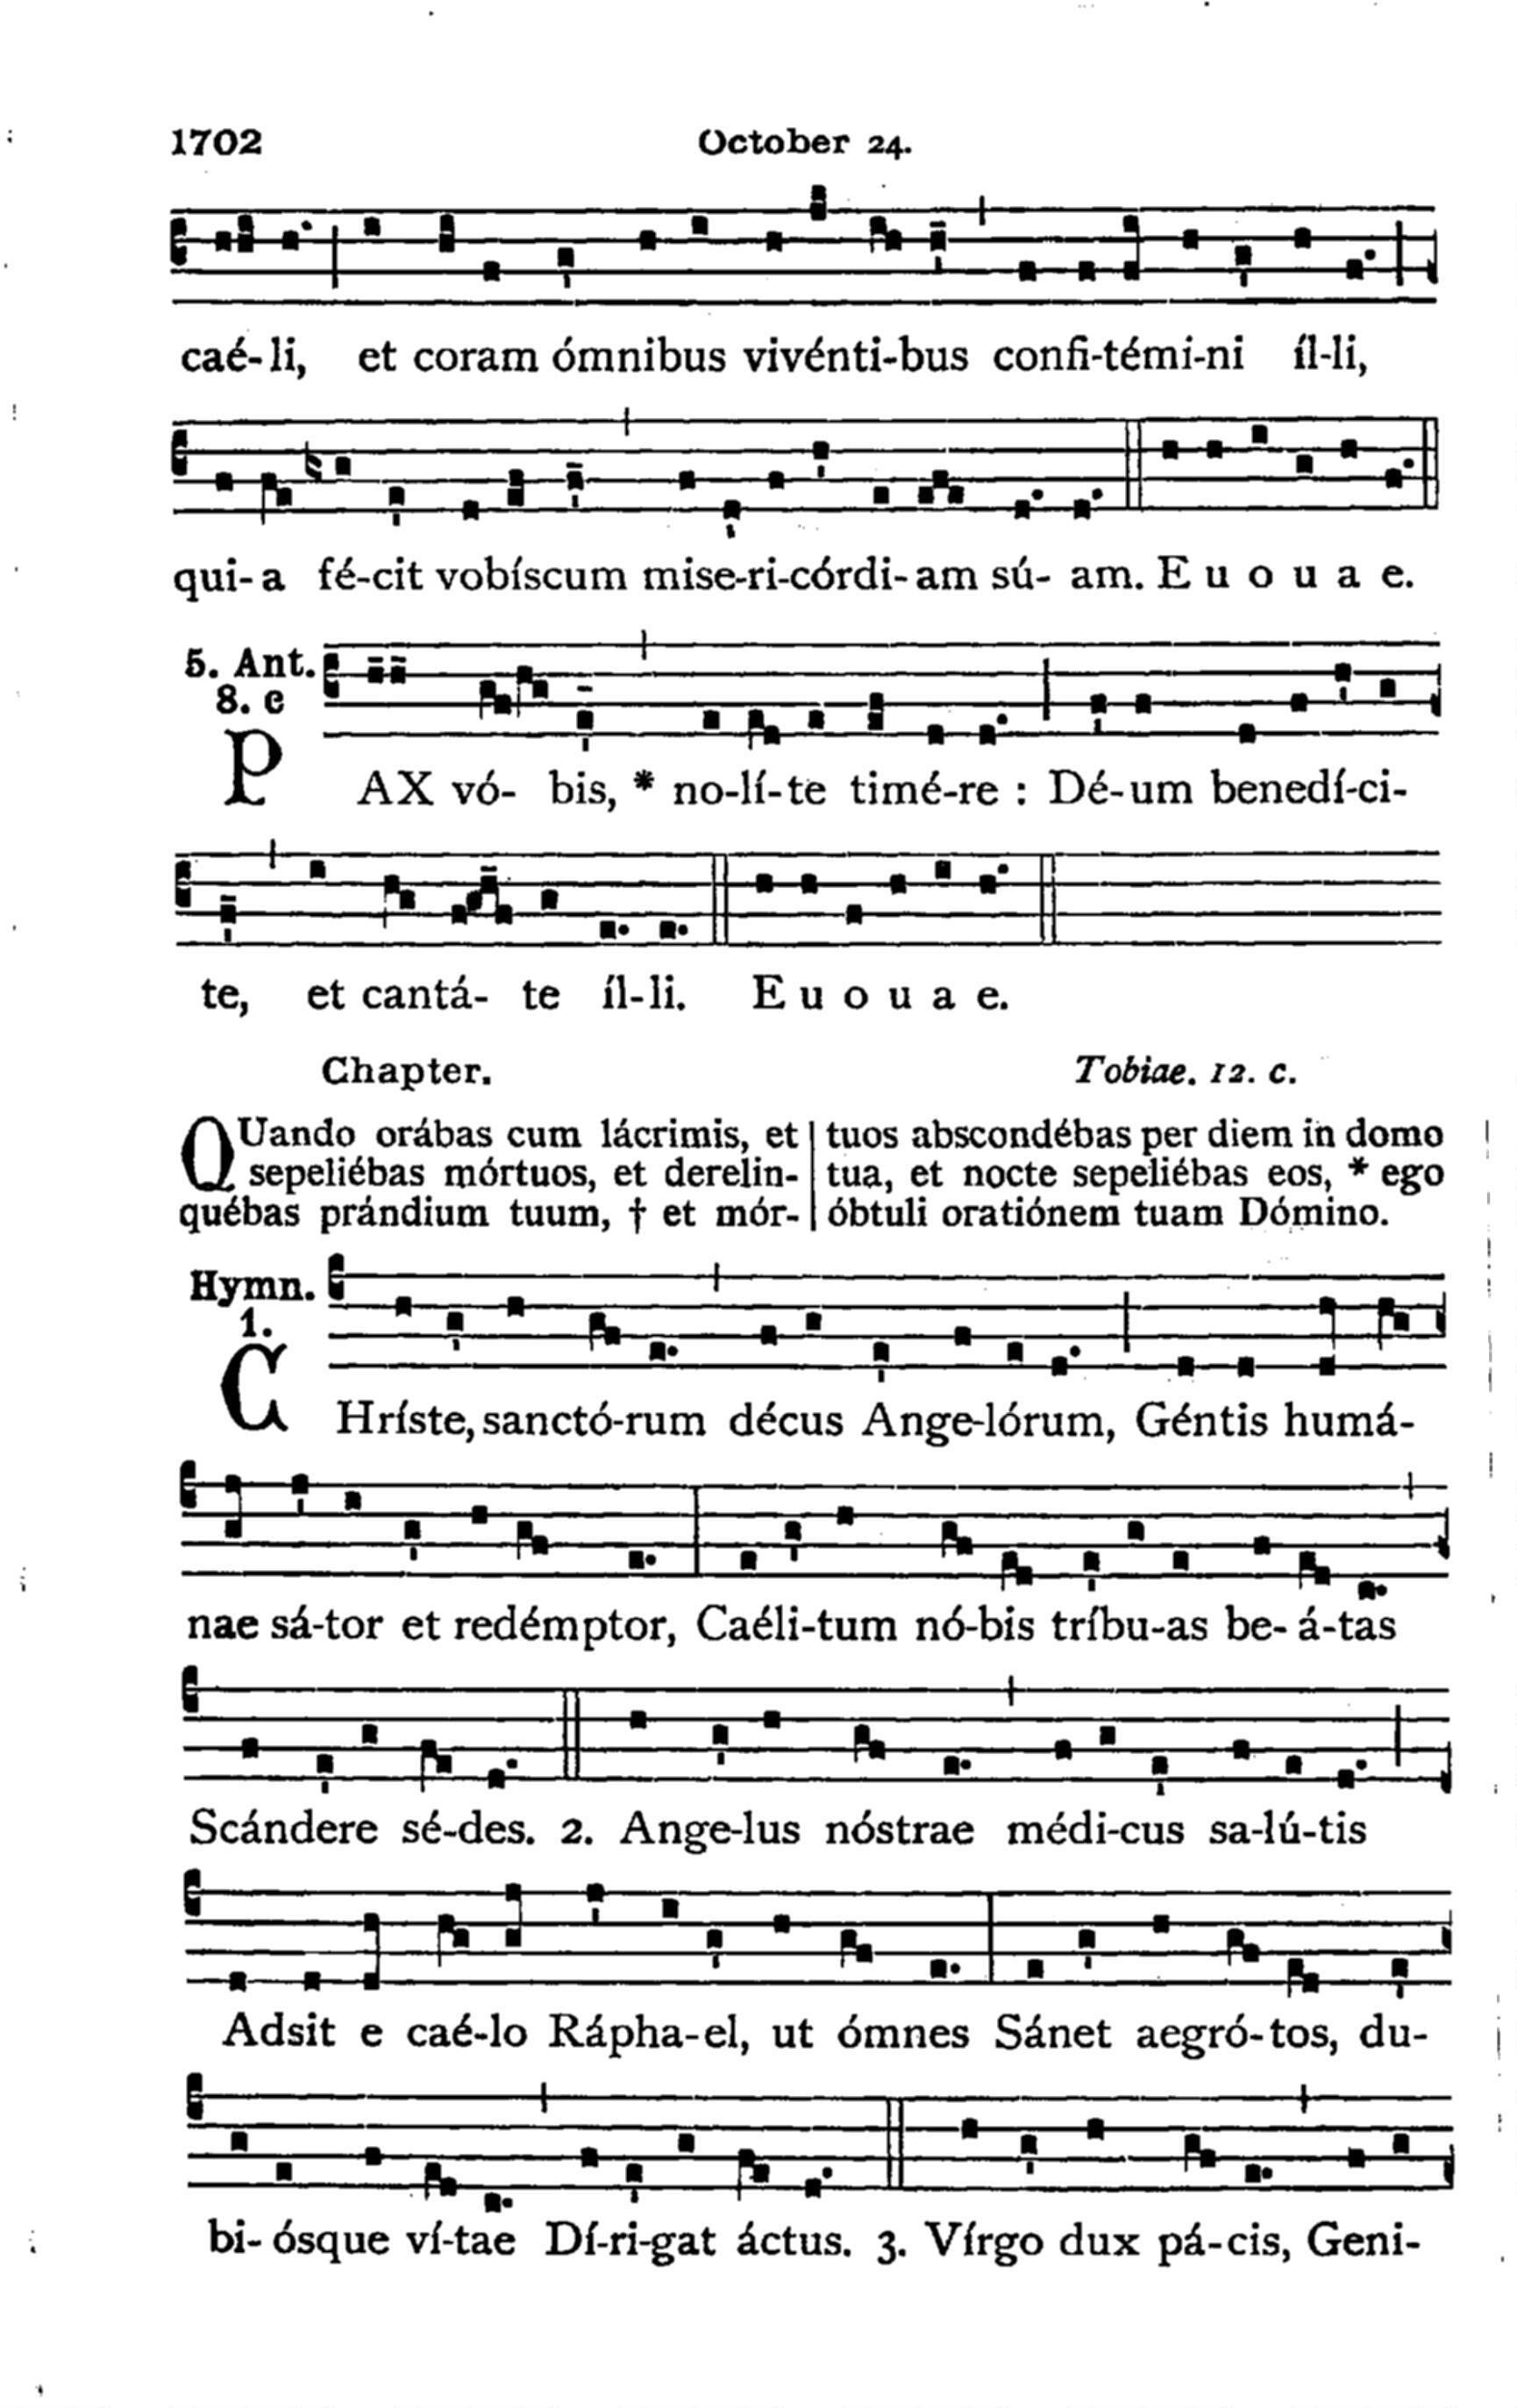 1702 October 24.
caé-li, et coram ómnibus vivénti-bus confi-témi-ni íl-li,
qui-a fé-cit vobíscum mise-ri-córdi-am sú- am. E u o u a e.
5. Ant.
8. c
PAX vó- bis, * no-lí-te timé-re : Dé-um benedí-ci-
te, et cantá- te íl-li. E u o u a e.
Chapter. Tobiae. 12. c.
QUando orábas cum lácrimis, et
sepeliébas mórtuos, et derelin-
québas prándium tuum, † et mór-
tuos abscondébas per diem in domo
tua, et nocte sepeliébas eos, * ego
óbtuli oratiónem tuam Dómino.
Hymn.
1.
CHríste, sanctó-rum décus Ange-lórum, Géntis humá-
nae sá-tor et redémptor, Caéli-tum nó-bis tríbu-as be- á-tas
Scándere sé-des. 2. Ange-lus nóstrae médi-cus sa-lú-tis
Adsit e caé-lo Rápha-el, ut ómnes Sánet aegró-tos, du-
bi- ósque ví-tae Dí-ri-gat áctus. 3. Vírgo dux pá-cis, Geni-